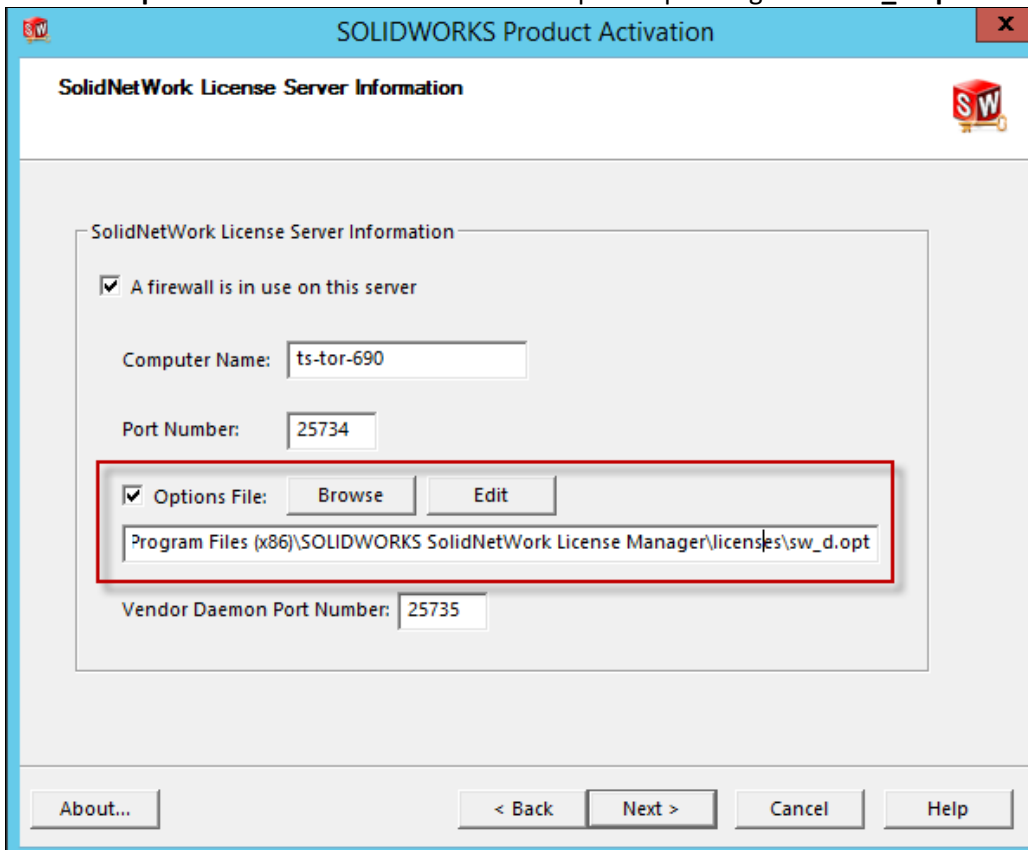 SW SOLIDWORKS Product Activation x
SolidNetWork License Server Information
SW
SolidNetWork License Server Information
A firewall is in use on this server
Computer Name: ts-tor-690
Port Number: 25734
Options File: Browse Edit
Program Files (x86)\SOLIDWORKS SolidNetWork License Manager\licenses\sw_d.opt
Vendor Daemon Port Number: 25735
About... < Back Next > Cancel Help